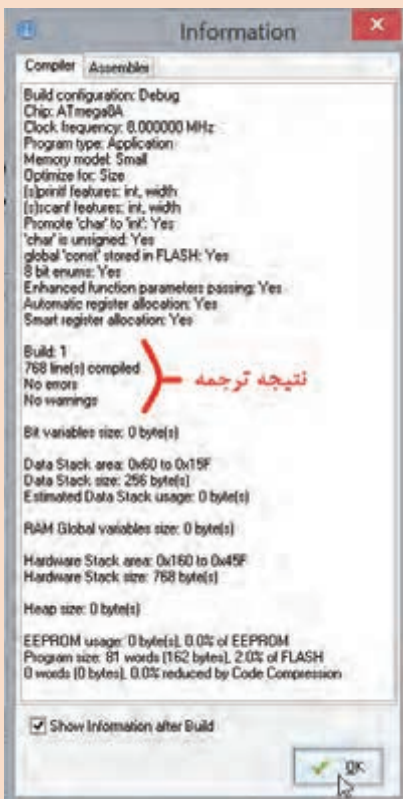 Information
Compiler Assembler
Build configuration: Debug
Chip: ATmega8A
Clock frequency: 8.000000 MHz
Program type: Application
Memory model: Small
Optimize for: Size
(s)printf features: int, width
(s)scanf features: int, width
Promote 'char' to 'int': Yes
'char' is unsigned: Yes
global 'const' stored in FLASH: Yes
8 bit enums: Yes
Enhanced function parameters passing: Yes
Automatic register allocation: Yes
Smart register allocation: Yes
Build: 1
768 line(s) compiled
No errors
No warnings
نتیجه ترجمه
Bit variables size: 0 byte(s)
Data Stack area: 0x60 to 0x15F
Data Stack size: 256 byte(s)
Estimated Data Stack usage: 0 byte(s)
RAM Global variables size: 0 byte(s)
Hardware Stack area: 0x160 to 0x45F
Hardware Stack size: 768 byte(s)
Heap size: 0 byte(s)
EEPROM usage: 0 byte(s), 0.0% of EEPROM
Program size: 81 words (162 bytes), 2.0% of FLASH
0 words (0 bytes), 0.0% reduced by Code Compression
Show Information after Build
OK